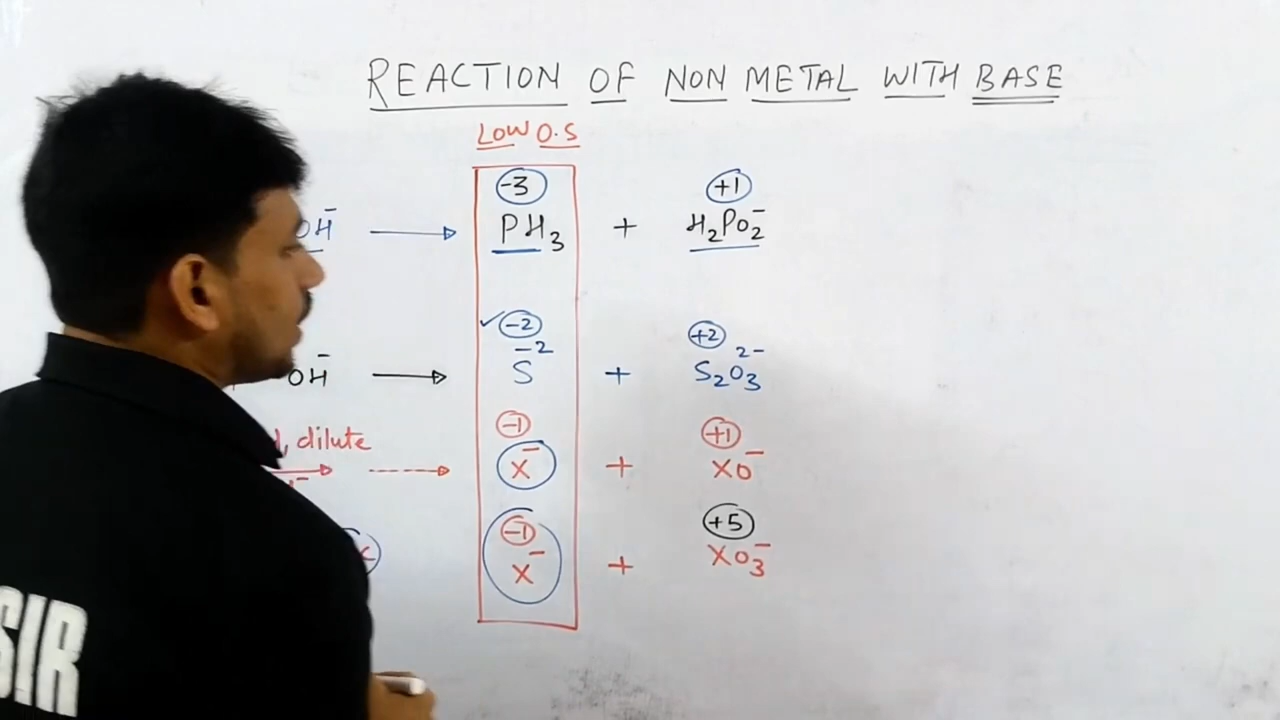 REACTION OF NON METAL WITH BASE
LOW O.S
-3 +1
OH⁻ → PH₃ + H₂PO₂⁻
✓ -2 +2
OH⁻ → S⁻² + S₂O₃²⁻
-1 +1
, dilute
→ X⁻ + XO⁻
-1 +5
X⁻ + XO₃⁻
SIR